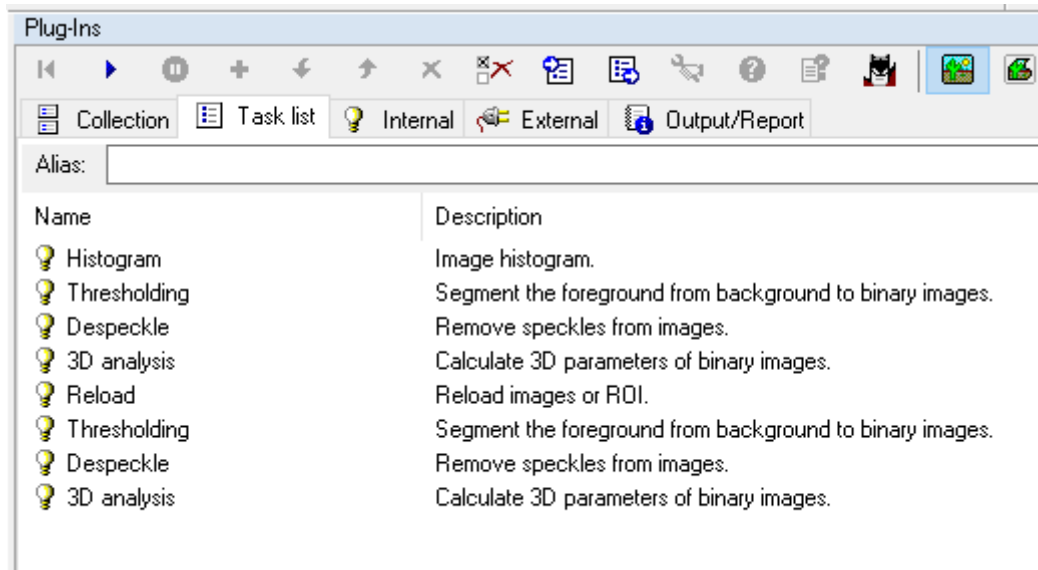 Plug-Ins
Collection Task list Internal External Output/Report
Alias:
Name Description
Histogram Image histogram.
Thresholding Segment the foreground from background to binary images.
Despeckle Remove speckles from images.
3D analysis Calculate 3D parameters of binary images.
Reload Reload images or ROI.
Thresholding Segment the foreground from background to binary images.
Despeckle Remove speckles from images.
3D analysis Calculate 3D parameters of binary images.